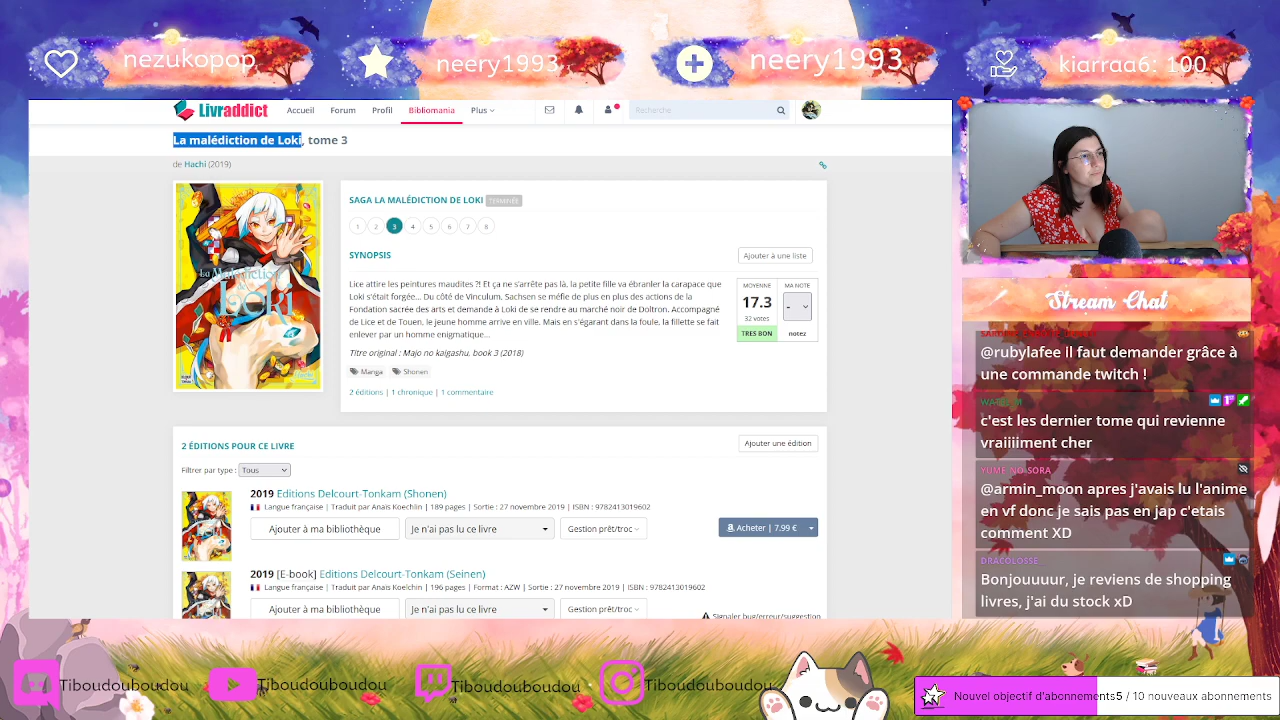 nezukopop
neery1993
neery1993
kiarraa6: 100
Livraddict
Accueil
Forum
Profil
Bibliomania
Plus
Recherche
La malédiction de Loki, tome 3
de Hachi (2019)
SAGA LA MALÉDICTION DE LOKI TERMINÉE
1 2 3 4 5 6 7 8
SYNOPSIS
Ajouter à une liste
Lice attire les peintures maudites ?! Et ça ne s'arrête pas là, la petite fille va ébranler la carapace que
Loki s'était forgée... Du côté de Vinculum. Sachsen se méfie de plus en plus des actions de la
Fondation sacrée des arts et demande à Loki de se rendre au marché noir de Doltron. Accompagné
de Lice et de Touen, le jeune homme arrive en ville. Mais en s'égarant dans la foule, la fillette se fait
enlever par un homme enigmatique...
MOYENNE
17.3
32 votes
TRES BON
MA NOTE
-
notez
Titre original : Majo no kaigashu, book 3 (2018)
Manga Shonen
2 éditions | 1 chronique | 1 commentaire
La Malédiction
Loki
2 ÉDITIONS POUR CE LIVRE
Ajouter une édition
Filtrer par type : Tous
2019 Editions Delcourt-Tonkam (Shonen)
Langue française | Traduit par Anais Koechlin | 189 pages | Sortie : 27 novembre 2019 | ISBN : 9782413019602
Ajouter à ma bibliothèque
Je n'ai pas lu ce livre
Gestion prêt/troc
Acheter | 7.99 €
2019 [E-book] Editions Delcourt-Tonkam (Seinen)
Langue française | Traduit par Anais Koelchin | 196 pages | Format : AZW | Sortie : 27 novembre 2019 | ISBN : 9782413019602
Ajouter à ma bibliothèque
Je n'ai pas lu ce livre
Gestion prêt/troc
Signaler bug/erreur/suggestion
Stream Chat
@rubylafee il faut demander grâce à
une commande twitch !
c'est les dernier tome qui revienne
vraiiiiment cher
YUME NO SORA
@armin_moon apres j'avais lu l'anime
en vf donc je sais pas en jap c'etais
comment XD
DRACOLOSSE
Bonjouuuur, je reviens de shopping
livres, j'ai du stock xD
Tiboudouboudou
Tiboudouboudou
Tiboudouboudou
Tiboudouboudou
Nouvel objectif d'abonnements 5 / 10 nouveaux abonnements